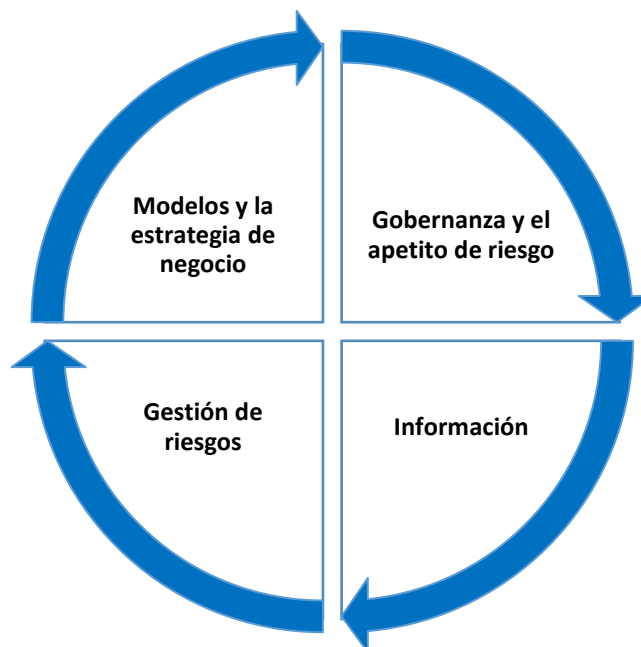 Modelos y la
estrategia de
negocio
Gobernanza y el
apetito de riesgo
Gestión de
riesgos
Información